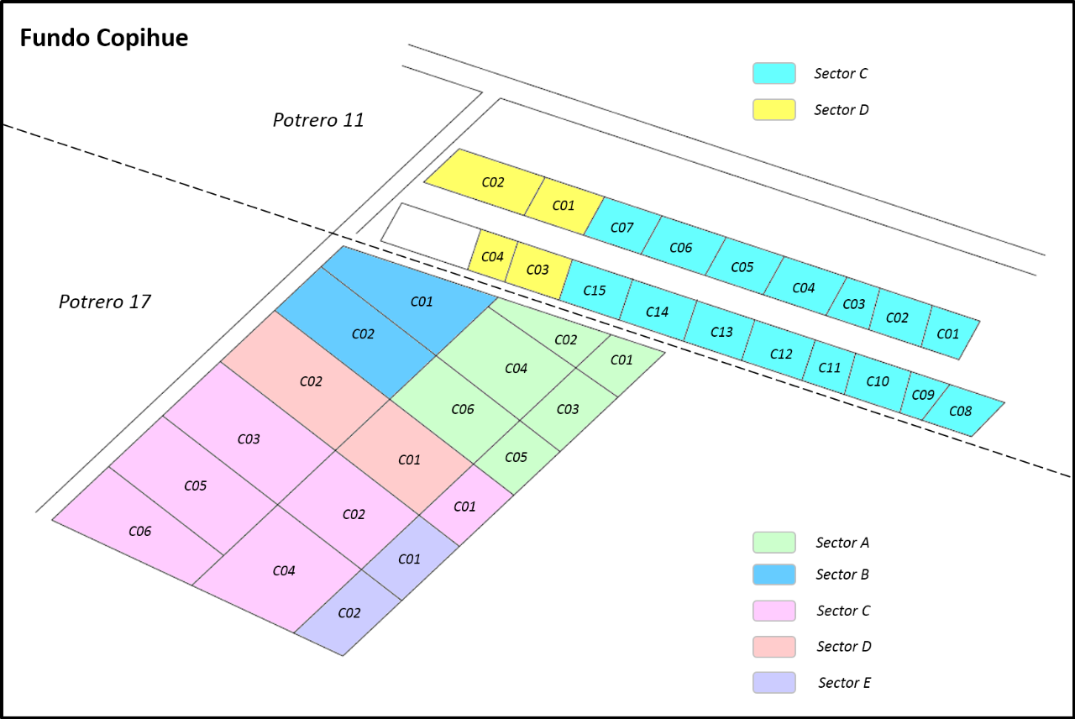 Fundo Copihue
Sector C
Sector D
Potrero 11
C02
C01
C07
C06
C05
C04
C03
C02
C01
C04
C03
C15
C14
C13
C12
C11
C10
C09
C08
Potrero 17
C01
C02
C02
C01
C04
C03
C06
C05
C02
C01
C03
C01
C05
C02
C06
C04
C01
C02
Sector A
Sector B
Sector C
Sector D
Sector E